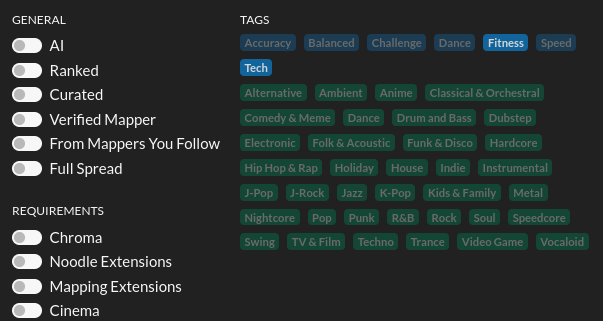 GENERAL
AI
Ranked
Curated
Verified Mapper
From Mappers You Follow
Full Spread
REQUIREMENTS
Chroma
Noodle Extensions
Mapping Extensions
Cinema
TAGS
Accuracy Balanced Challenge Dance Fitness Speed
Tech
Alternative Ambient Anime Classical & Orchestral
Comedy & Meme Dance Drum and Bass Dubstep
Electronic Folk & Acoustic Funk & Disco Hardcore
Hip Hop & Rap Holiday House Indie Instrumental
J-Pop J-Rock Jazz K-Pop Kids & Family Metal
Nightcore Pop Punk R&B Rock Soul Speedcore
Swing TV & Film Techno Trance Video Game Vocaloid